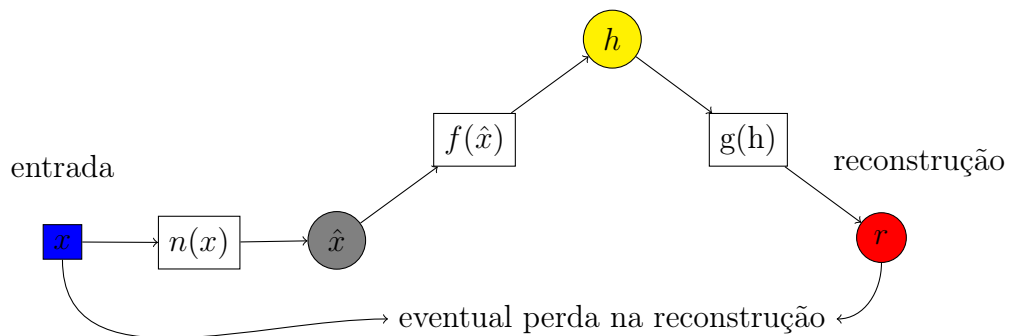 h
f(x̂)
g(h)
entrada
reconstrução
x
n(x)
x̂
r
eventual perda na reconstrução